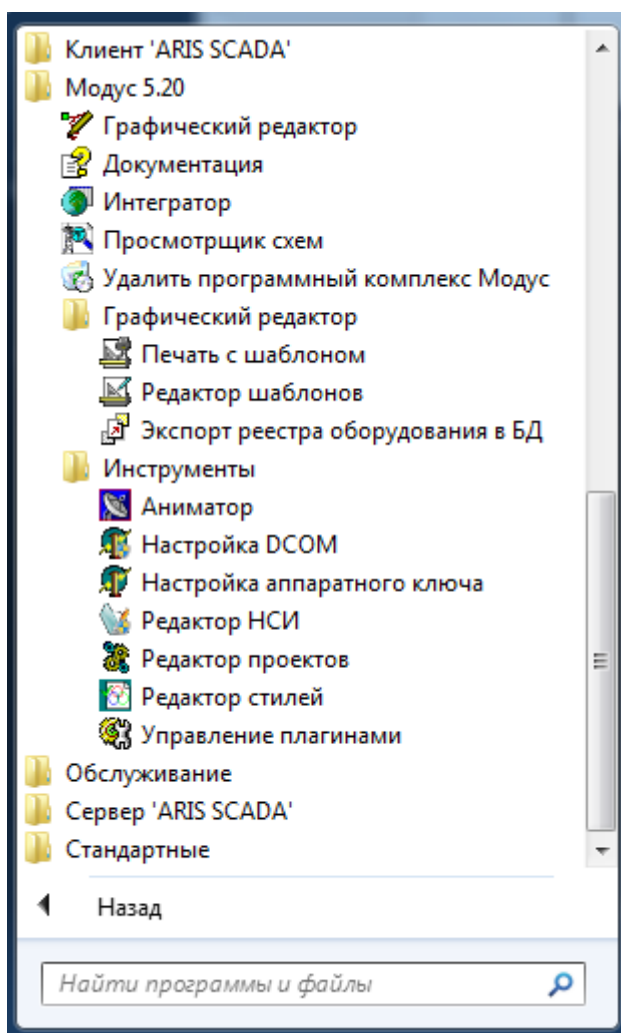 Клиент 'ARIS SCADA'
Модус 5.20
Графический редактор
Документация
Интегратор
Просмотрщик схем
Удалить программный комплекс Модус
Графический редактор
Печать с шаблоном
Редактор шаблонов
Экспорт реестра оборудования в БД
Инструменты
Аниматор
Настройка DCOM
Настройка аппаратного ключа
Редактор НСИ
Редактор проектов
Редактор стилей
Управление плагинами
Обслуживание
Сервер 'ARIS SCADA'
Стандартные
Назад
Найти программы и файлы